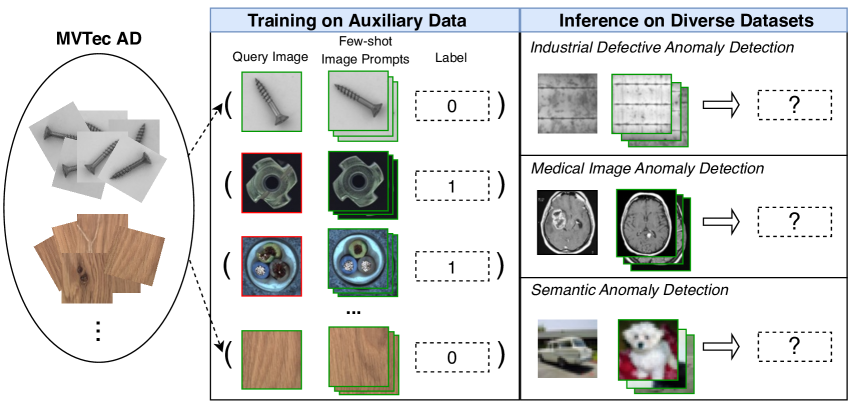 MVTec AD
Training on Auxiliary Data
Query Image
Few-shot
Image Prompts
Label
( 0 )
( 1 )
( 1 )
...
( 0 )
Inference on Diverse Datasets
Industrial Defective Anomaly Detection
?
Medical Image Anomaly Detection
?
Semantic Anomaly Detection
?